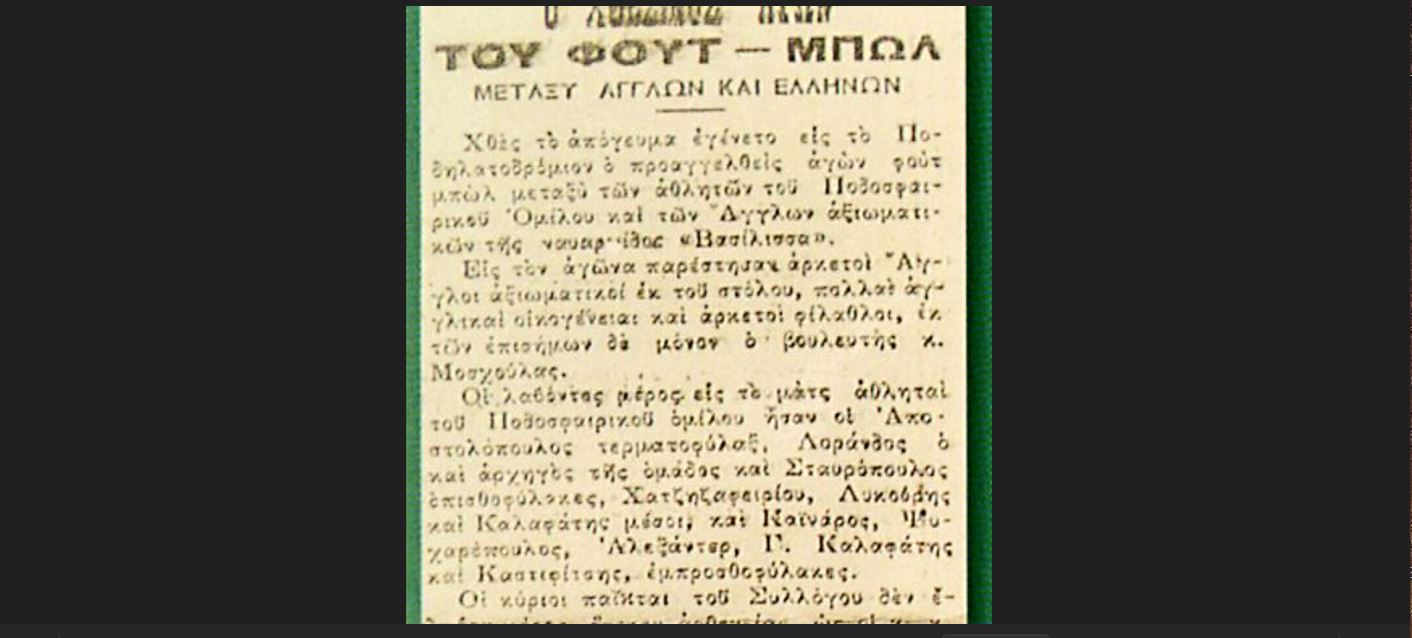 ΤΟΥ ΦΟΥΤ — ΜΠΩΛ
ΜΕΤΑΞΥ ΑΓΓΛΩΝ ΚΑΙ ΕΛΛΗΝΩΝ
Χθὲς τὸ ἀπόγευμα ἐγένετο εἰς τὸ Πο-
δηλατοδρόμιον ὁ προαγγελθεὶς ἀγὼν φοὺτ
μπὼλ μεταξὺ τῶν ἀθλητῶν τοῦ Ποδοσφαι-
ρικοῦ Ὁμίλου καὶ τῶν Ἄγγλων ἀξιωματι-
κῶν τῆς «Βασίλισσα».
Εἰς τὸν ἀγῶνα παρέστησαν ἀρκετοὶ Ἄγ-
γλοι ἀξιωματικοί ἐκ τοῦ στόλου, πολλαὶ ἀγ-
γλικαὶ οἰκογένειαι καὶ ἀρκετοὶ φίλαθλοι, ἐκ
τῶν ἐπισήμων δὲ μόνον ὁ βουλευτὴς κ.
Μοσχούλας.
Οἱ λαβόντες μέρος εἰς τὸ μὰτς ἀθληταὶ
τοῦ Ποδοσφαιρικοῦ ὁμίλου ἦσαν οἱ Ἀπο-
στολόπουλος τερματοφύλαξ, Λοράνδος ὁ
καὶ ἀρχηγὸς τῆς ὁμάδος καὶ Σταυρόπουλος
ὀπισθοφύλακες, Χατζηζαφειρίου, Λυκούδης
καὶ Καλαφάτης μέσοι, καὶ Καϊνάρος, Ψυ-
χαρόπουλος, Ἀλεξάντερ, Γ. Καλαφάτης
καὶ ἐμπροσθοφύλακες.
Οἱ κύριοι παῖκται τοῦ Συλλόγου δὲν ἔ-